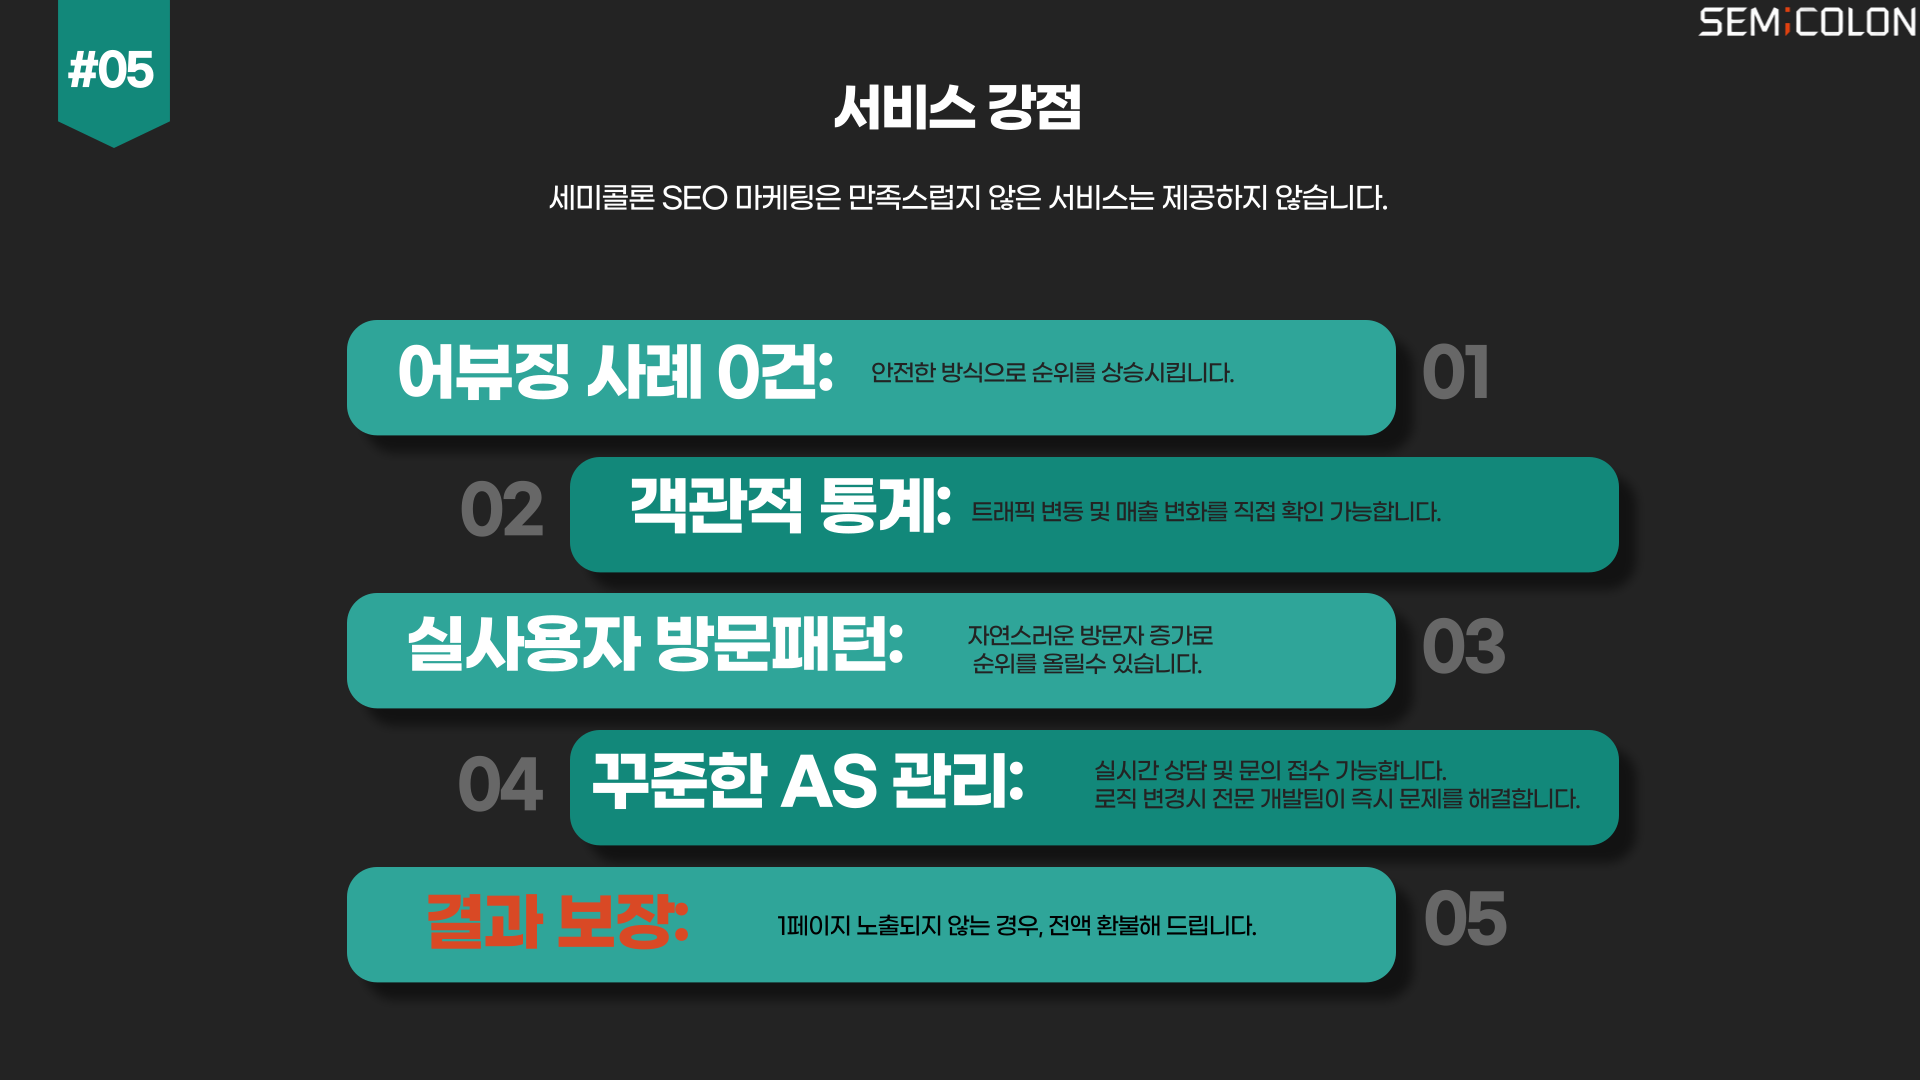 #05
SEMiCOLON
서비스 강점
세미콜론 SEO 마케팅은 만족스럽지 않은 서비스는 제공하지 않습니다.
어뷰징 사례 0건: 안전한 방식으로 순위를 상승시킵니다.
01
02
객관적 통계: 트래픽 변동 및 매출 변화를 직접 확인 가능합니다.
실사용자 방문패턴:
자연스러운 방문자 증가로
순위를 올릴수 있습니다.
03
04
꾸준한 AS 관리:
실시간 상담 및 문의 접수 가능합니다.
로직 변경시 전문 개발팀이 즉시 문제를 해결합니다.
결과 보장: 1페이지 노출되지 않는 경우, 전액 환불해 드립니다.
05